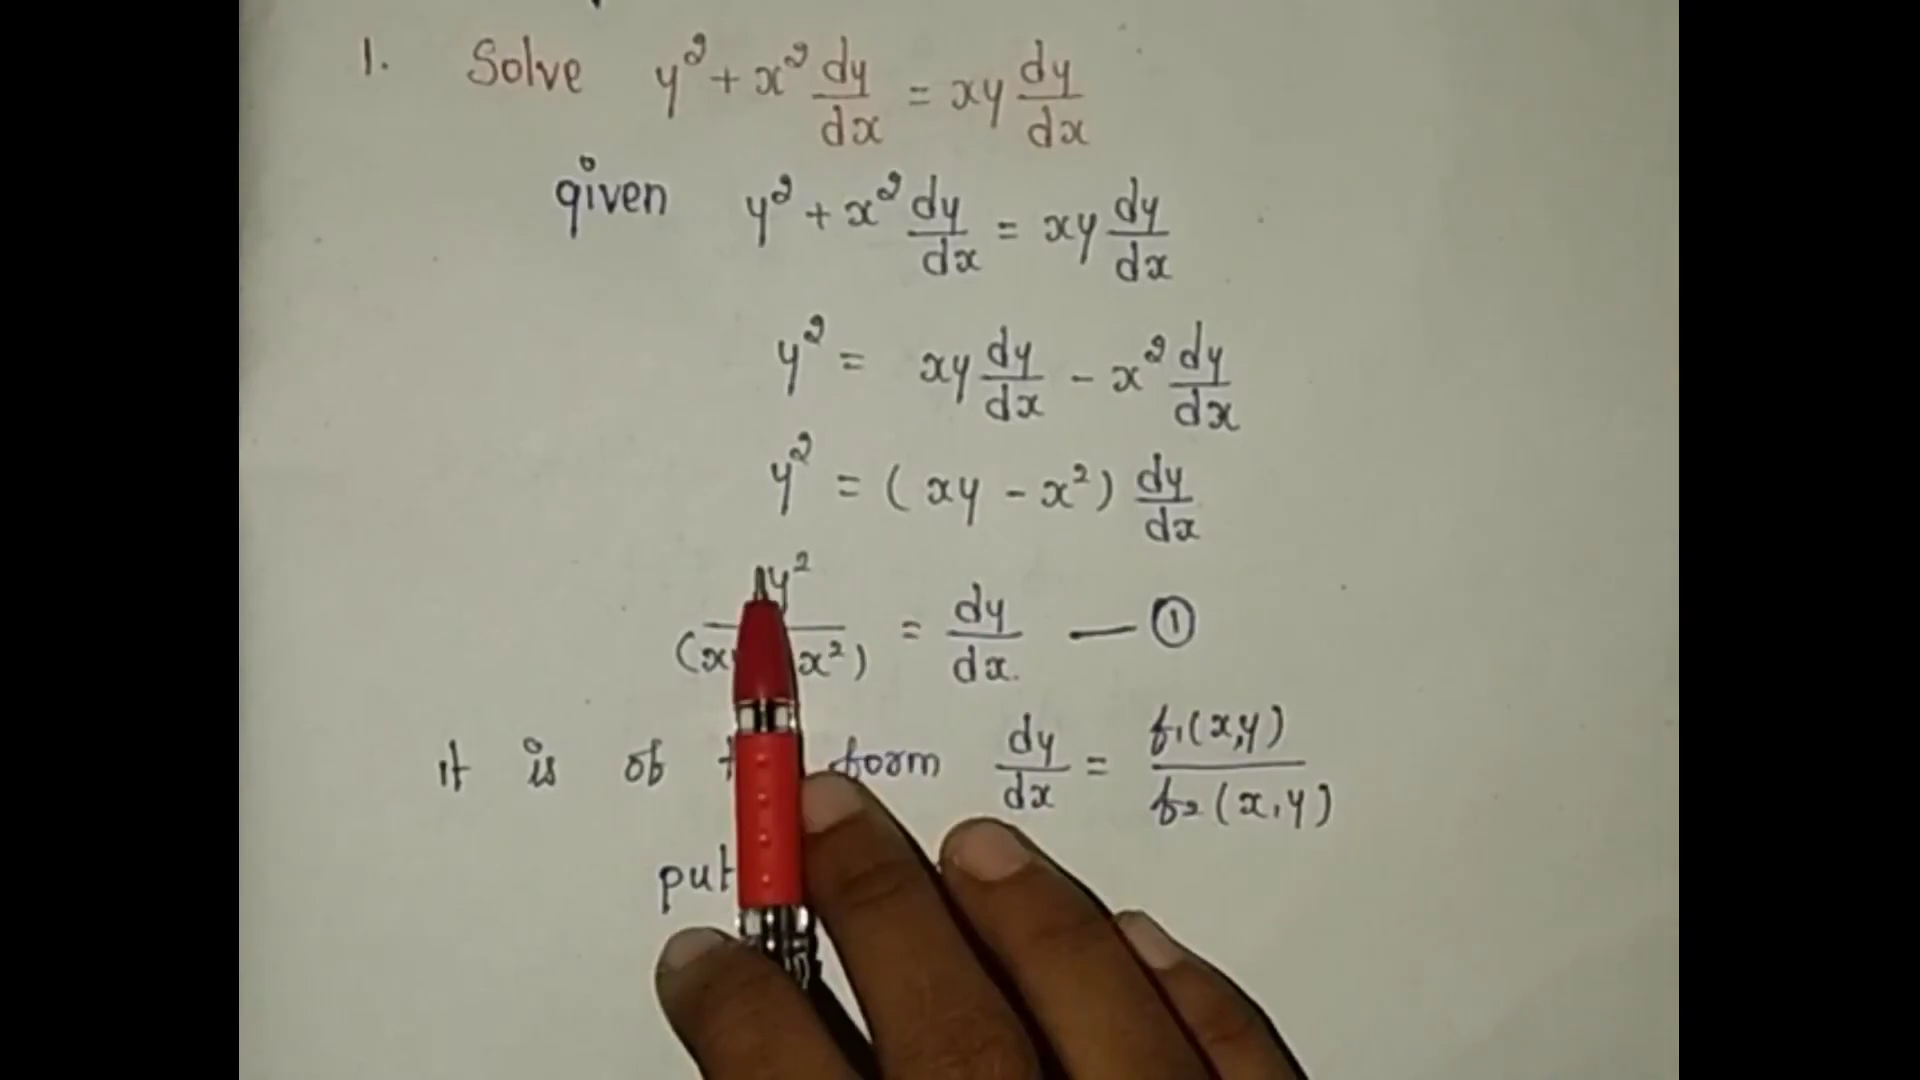 1. Solve y² + x² dy/dx = xy dy/dx
given y² + x² dy/dx = xy dy/dx
y² = xy dy/dx - x² dy/dx
y² = (xy - x²) dy/dx
y²/(x x²) = dy/dx — ①
it is of form dy/dx = f₁(x,y)/f₂(x,y)
put